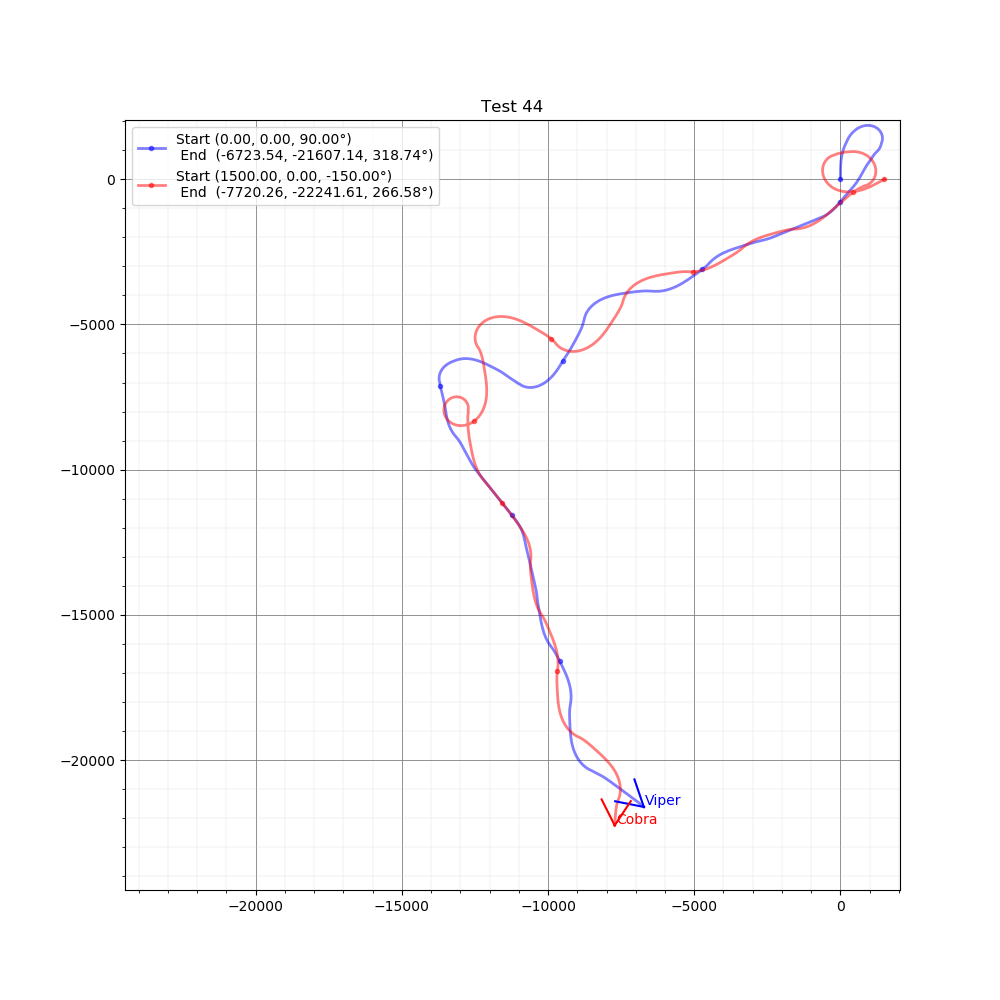 Test 44
Start (0.00, 0.00, 90.00°)
End  (-6723.54, -21607.14, 318.74°)
Start (1500.00, 0.00, -150.00°)
End  (-7720.26, -22241.61, 266.58°)
0
−5000
−10000
−15000
−20000
Viper
Cobra
−20000
−15000
−10000
−5000
0